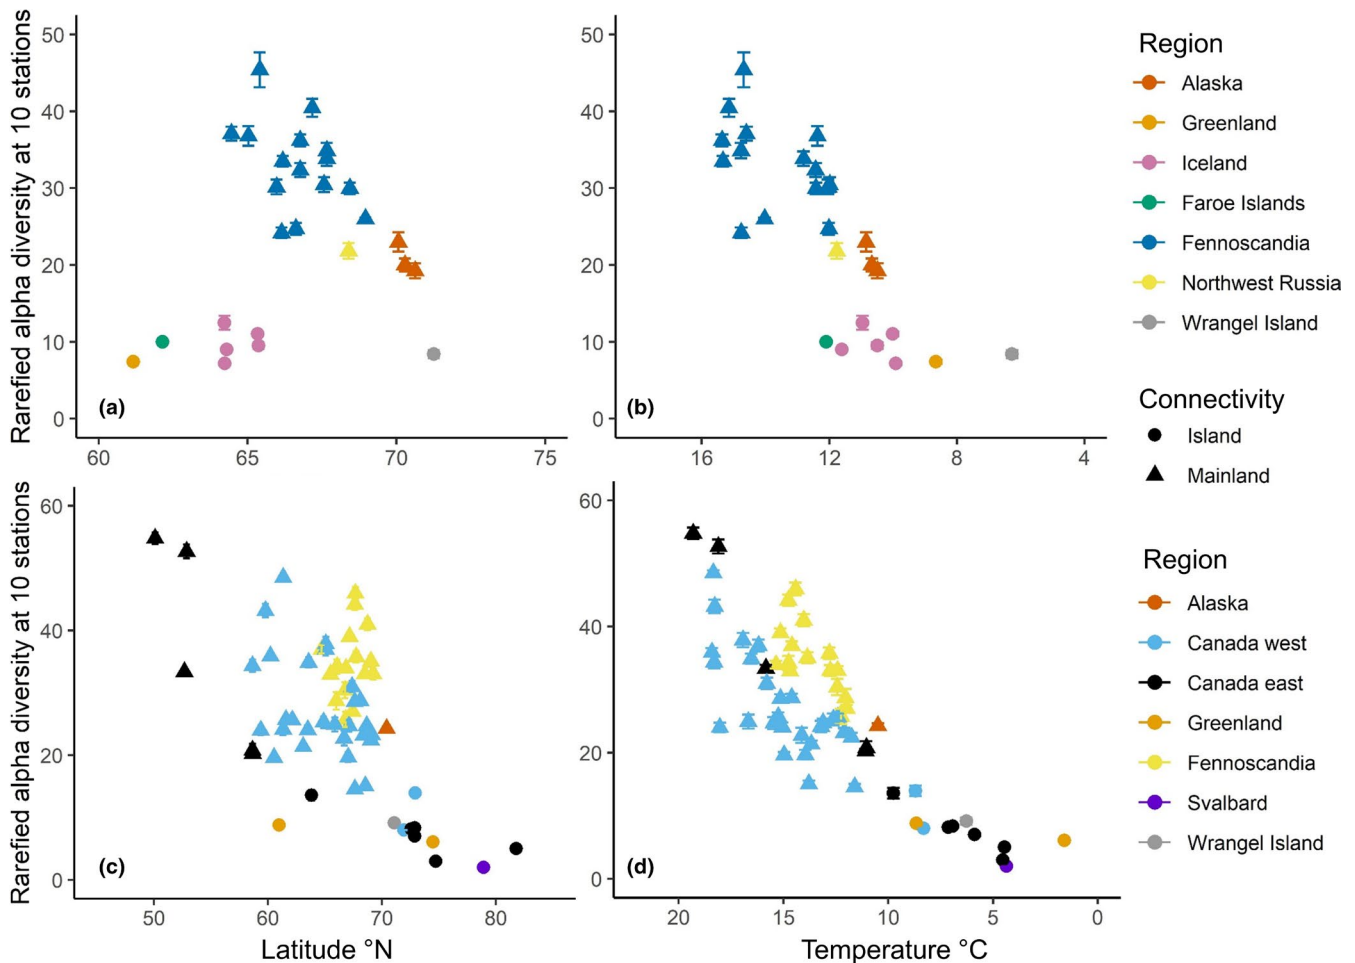 Rarefied alpha diversity at 10 stations
50
40
30
20
10
0
(a)
60
65
70
75
50
40
30
20
10
0
(b)
16
12
8
4
Region
Alaska
Greenland
Iceland
Faroe Islands
Fennoscandia
Northwest Russia
Wrangel Island
Connectivity
Island
Mainland
Rarefied alpha diversity at 10 stations
60
40
20
0
(c)
50
60
70
80
Latitude °N
60
40
20
0
(d)
20
15
10
5
0
Temperature °C
Region
Alaska
Canada west
Canada east
Greenland
Fennoscandia
Svalbard
Wrangel Island